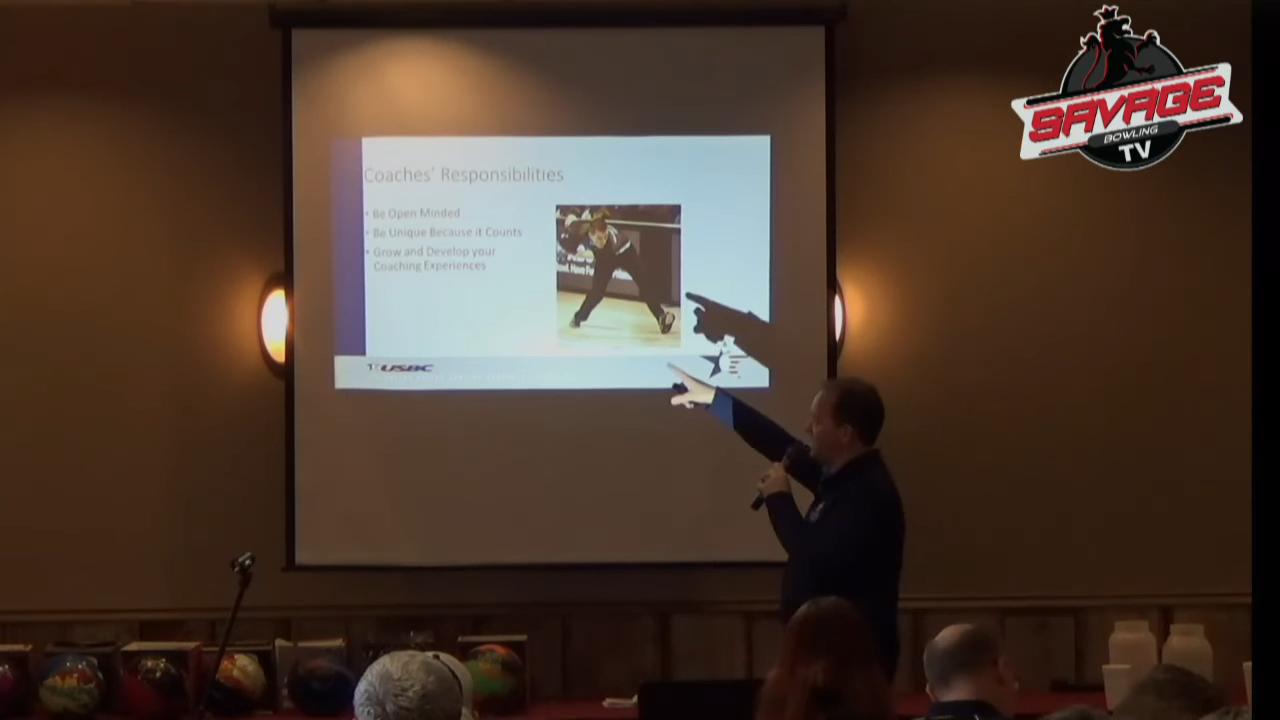 SAVAGE
BOWLING
TV
Coaches' Responsibilities
• Be Open Minded
• Be Unique Because it Counts
• Grow and Develop your
Coaching Experiences
USBC